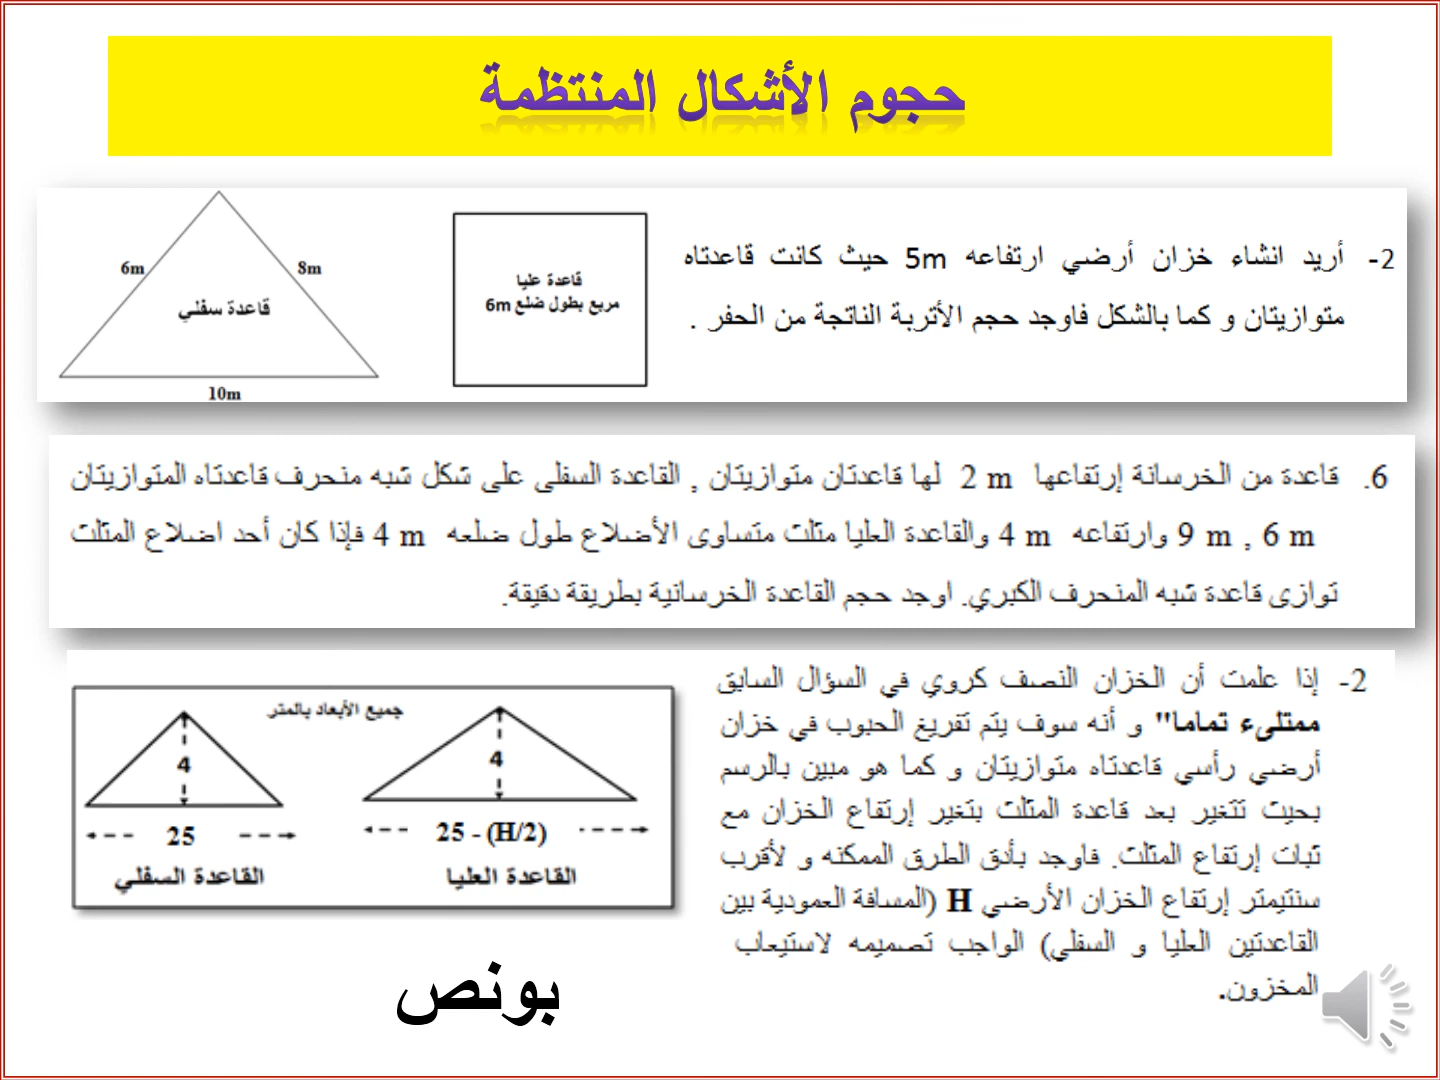 حجوم الأشكال المنتظمة
2- أريد انشاء خزان أرضي ارتفاعه 5m حيث كانت قاعدتاه
متوازيتان و كما بالشكل فاوجد حجم الأتربة الناتجة من الحفر .
قاعدة عليا
مربع بطول ضلع 6m
6m
8m
قاعدة سفلي
10m
6. قاعدة من الخرسانة إرتفاعها 2 m لها قاعدتان متوازيتان , القاعدة السفلى على شكل شبه منحرف قاعدتاه المتوازيتان
9 m , 6 m وارتفاعه 4 m والقاعدة العليا مثلث متساوى الأضلاع طول ضلعه 4 m فإذا كان أحد اضلاع المثلث
توازى قاعدة شبه المنحرف الكبري. اوجد حجم القاعدة الخرسانية بطريقة دقيقة.
2- إذا علمت أن الخزان النصف كروي في السؤال السابق
ممتلىء تماما" و أنه سوف يتم تفريغ الحبوب في خزان
أرضي رأسي قاعدتاه متوازيتان و كما هو مبين بالرسم
بحيث تتغير بعد قاعدة المثلث بتغير إرتفاع الخزان مع
ثبات إرتفاع المثلث. فاوجد بأدق الطرق الممكنه و لأقرب
سنتيمتر إرتفاع الخزان الأرضي H (المسافة العمودية بين
القاعدتين العليا و السفلي) الواجب تصميمه لاستيعاب
المخزون.
جميع الأبعاد بالمتر
4
4
25
25 - (H/2)
القاعدة السفلي
القاعدة العليا
بونص